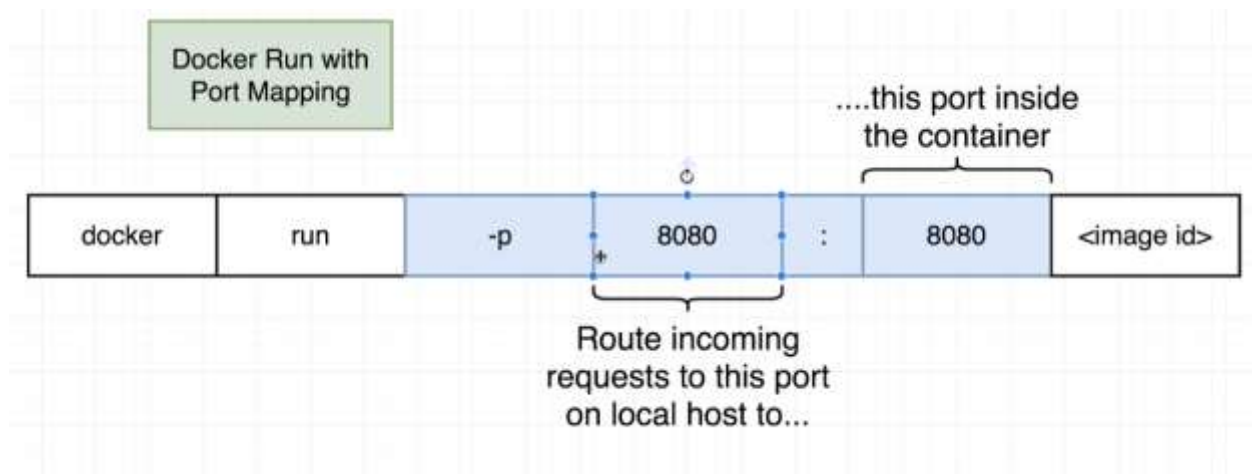 Docker Run with
Port Mapping
....this port inside
the container
docker run -p 8080 : 8080 <image id>
Route incoming
requests to this port
on local host to...